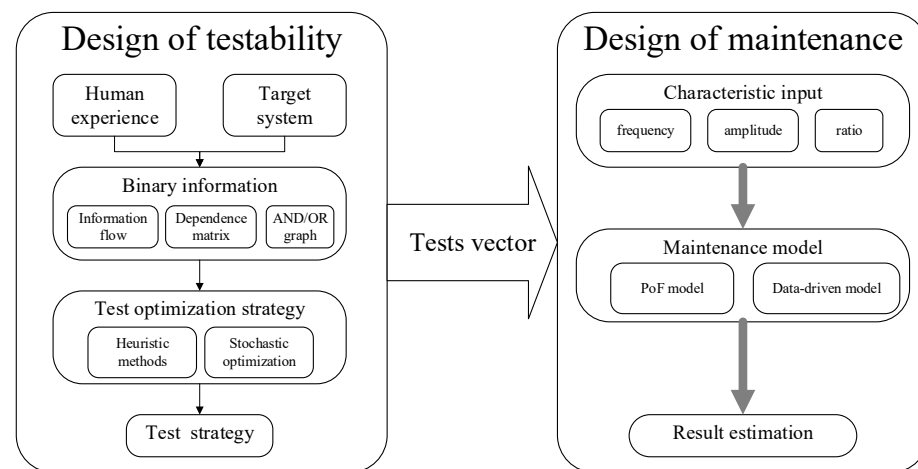 Design of testability
Human
experience
Target
system
Binary information
Information
flow
Dependence
matrix
AND/OR
graph
Test optimization strategy
Heuristic
methods
Stochastic
optimization
Test strategy
Tests vector
Design of maintenance
Characteristic input
frequency
amplitude
ratio
Maintenance model
PoF model
Data-driven model
Result estimation